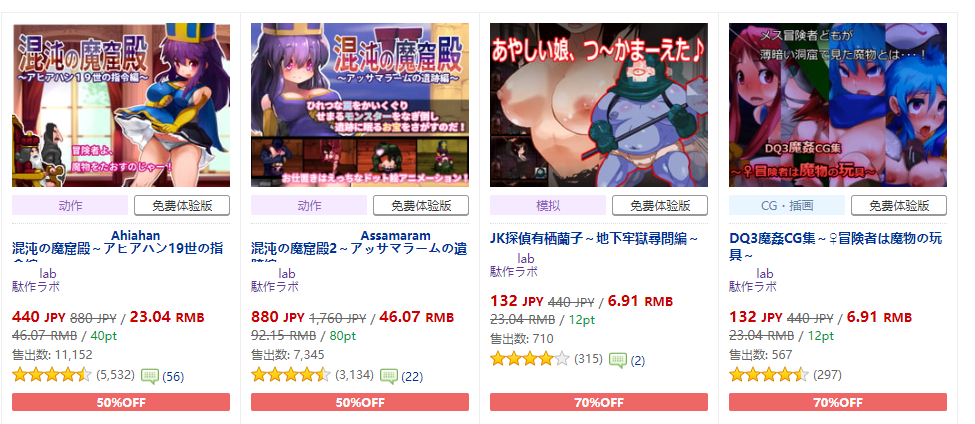 混沌の魔窟殿
～アヒアハン19世の指令編～
冒険者よ、
魔物をたおすのじゃー！
动作
免费体验版
Ahiahan
混沌の魔窟殿～アヒアハン19世の指
lab
駄作ラボ
440 JPY 880 JPY / 23.04 RMB
46.07 RMB / 40pt
售出数: 11,152
(5,532) (56)
50%OFF
混沌の魔窟殿
～アッサマラームの遺跡編～
ひれつな罠をかいくぐり
せまるモンスターをなぎ倒し
遺跡に眠るお宝をさがすのだ！
お仕置きはえっちなドット絵アニメーション！
动作
免费体验版
Assamaram
混沌の魔窟殿2～アッサマラームの遺
lab
駄作ラボ
880 JPY 1,760 JPY / 46.07 RMB
92.15 RMB / 80pt
售出数: 7,345
(3,134) (22)
50%OFF
あやしい娘、つ～かまーえた♪
模拟
免费体验版
JK探偵有栖蘭子～地下牢獄尋問編～
lab
駄作ラボ
132 JPY 440 JPY / 6.91 RMB
23.04 RMB / 12pt
售出数: 710
(315) (2)
70%OFF
メス冒険者どもが
薄暗い洞窟で見た魔物とは･･･！
DQ3魔姦CG集
～♀冒険者は魔物の玩具～
CG・插画
免费体验版
DQ3魔姦CG集～♀冒険者は魔物の玩
具～
lab
駄作ラボ
132 JPY 440 JPY / 6.91 RMB
23.04 RMB / 12pt
售出数: 567
(297)
70%OFF